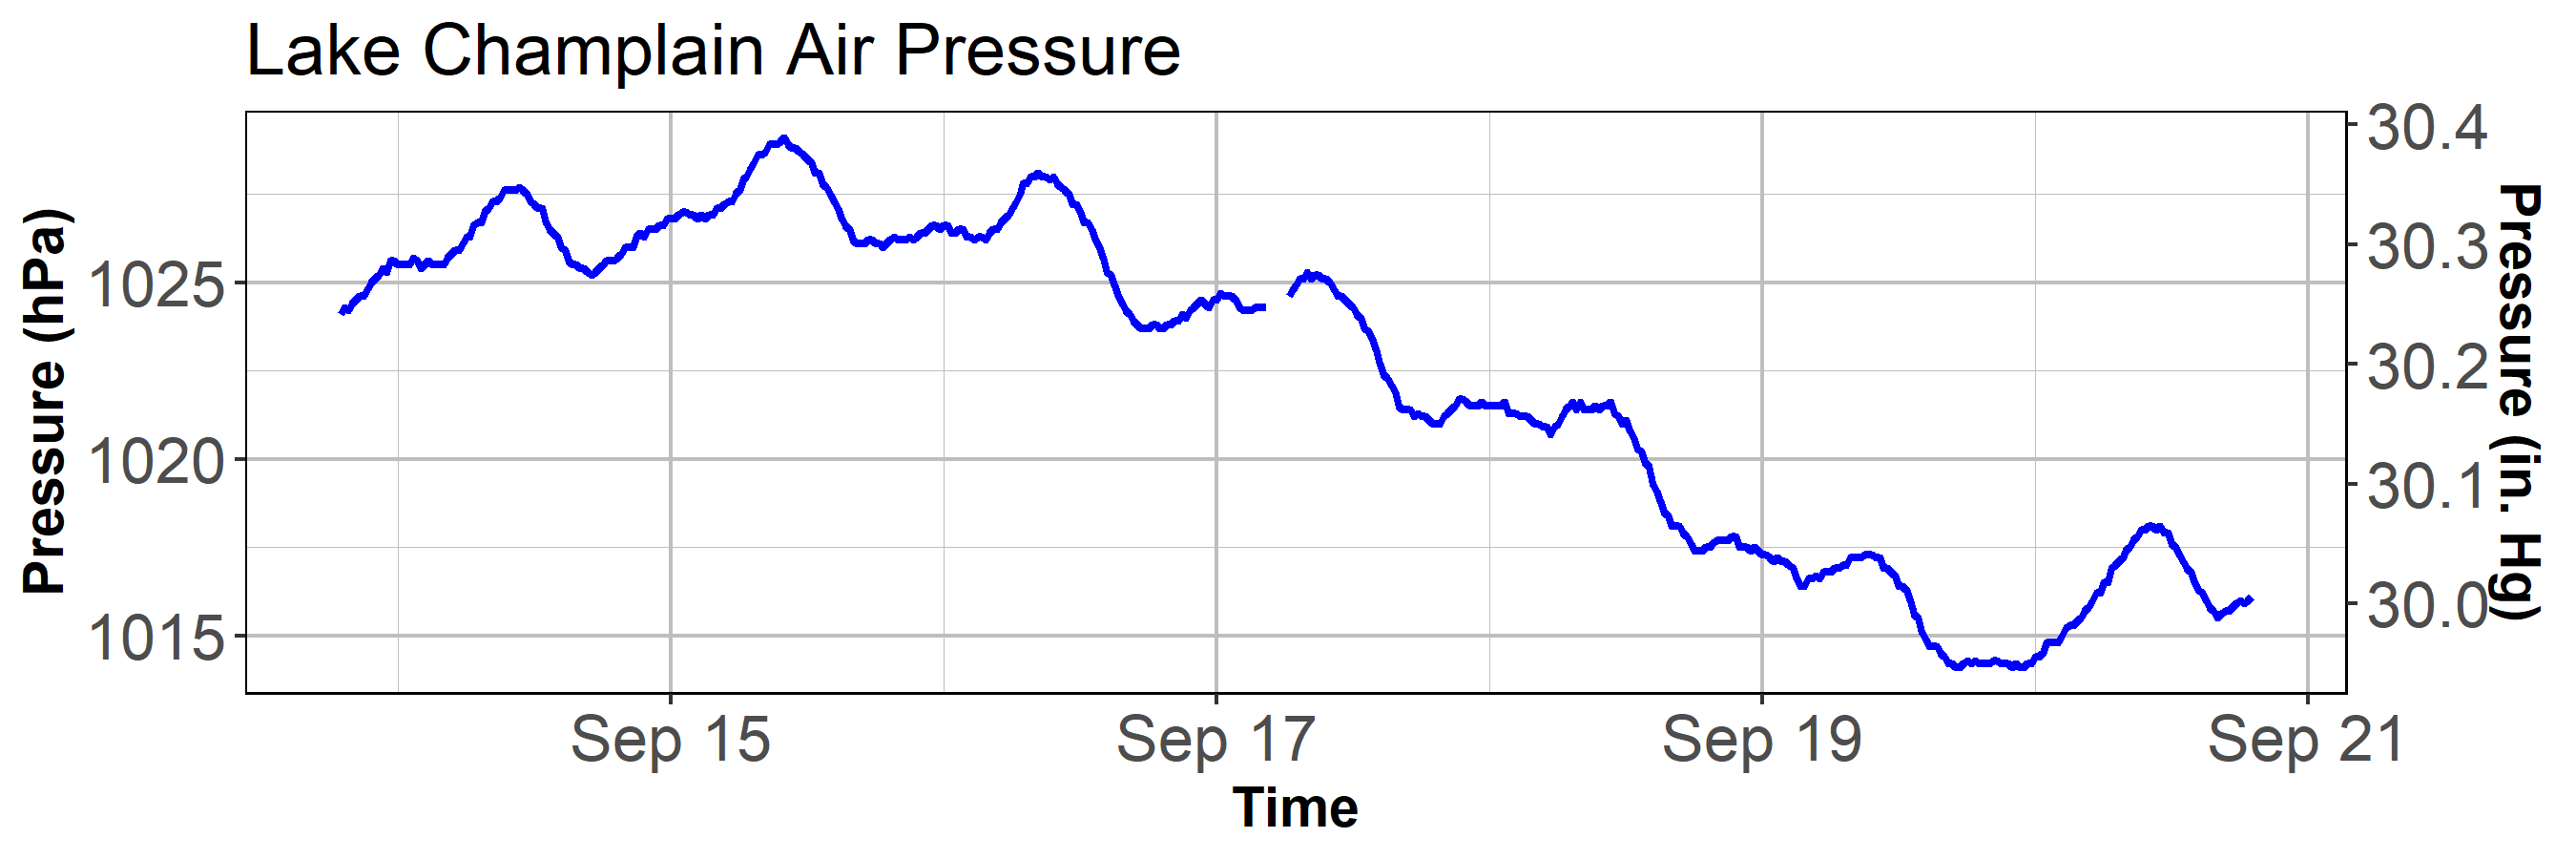 Lake Champlain Air Pressure
Pressure (hPa)
1025
1020
1015
30.4
30.3
30.2
30.1
30.0
Pressure (in. Hg)
Sep 15
Sep 17
Sep 19
Sep 21
Time